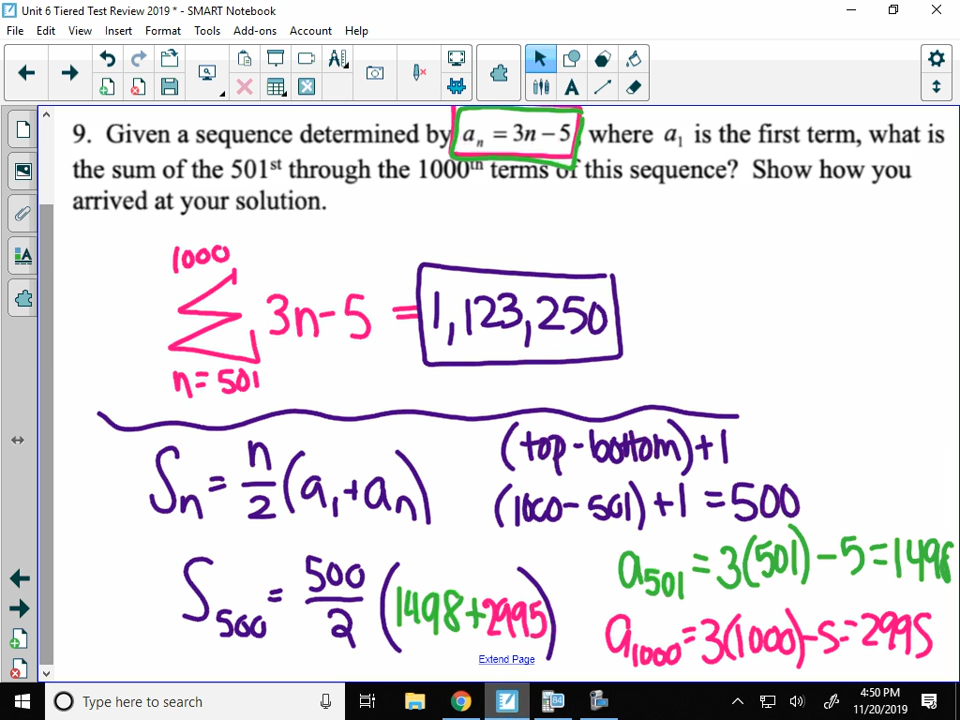 Unit 6 Tiered Test Review 2019 * - SMART Notebook
File Edit View Insert Format Tools Add-ons Account Help
9. Given a sequence determined by aₙ = 3n − 5, where a₁ is the first term, what is
the sum of the 501ˢᵗ through the 1000ᵗʰ terms of this sequence? Show how you
arrived at your solution.
1000
∑ 3n − 5 = 1,123,250
n = 501
(top - bottom) + 1
Sₙ = n/2 (a₁ + aₙ)
(1000 - 501) + 1 = 500
a₅₀₁ = 3(501) − 5 = 1498
S₅₀₀ = 500/2 (1498 + 2995)
a₁₀₀₀ = 3(1000) − 5 = 2995
Extend Page
Type here to search
4:50 PM
11/20/2019